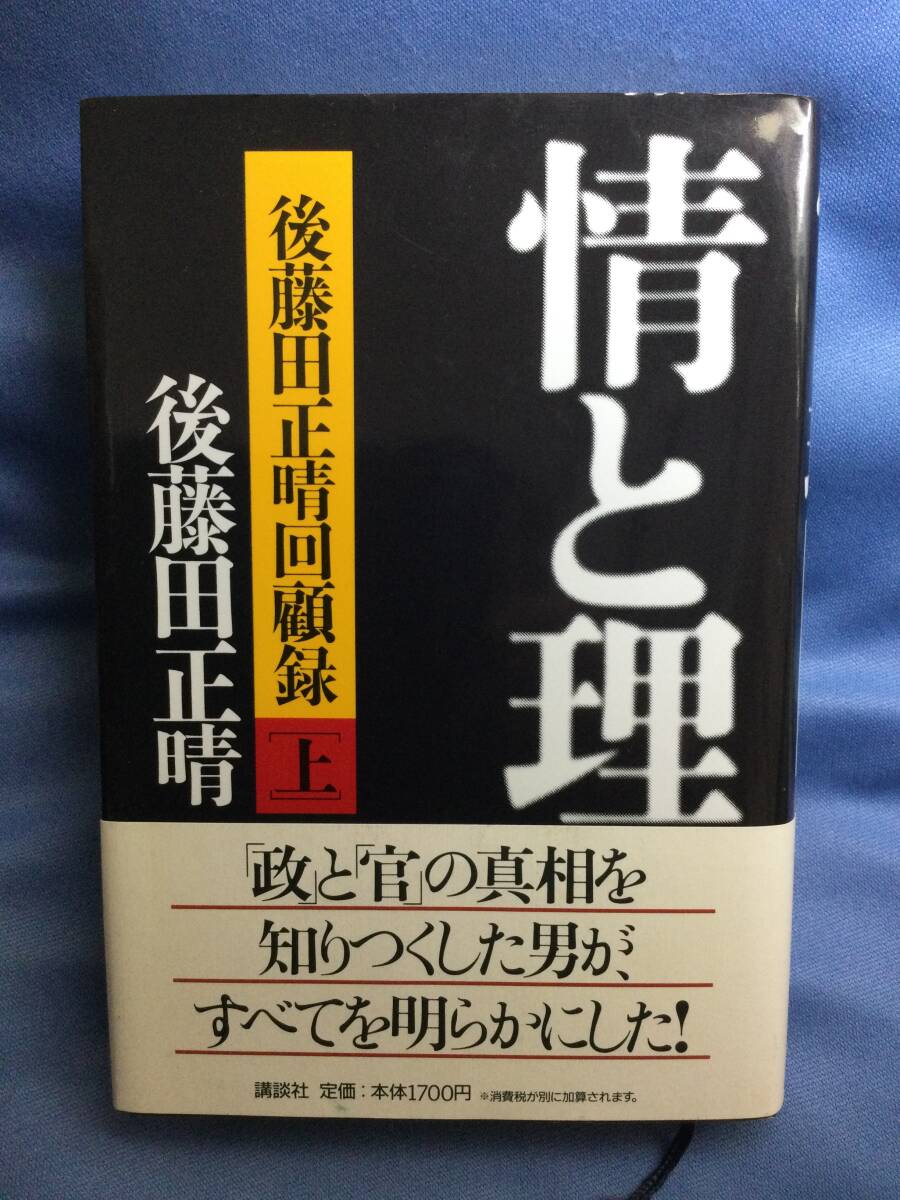 情と理
後藤田正晴回顧録
[上]
後藤田正晴
「政」と「官」の真相を
知りつくした男が、
すべてを明らかにした!
講談社 定価:本体1700円 ※消費税が別に加算されます。